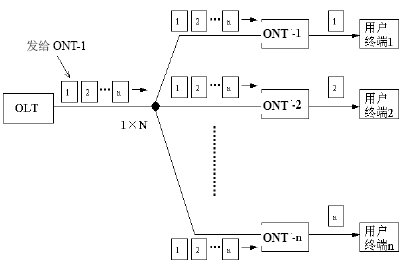 1 2 ··· a
1
发给 ONT-1
ONT-1
用户
终端1
1 2 ··· a
1 2 ··· a
2
OLT
ONT-2
用户
终端2
1×N
a
ONT-n
用户
终端n
1 2 ··· a